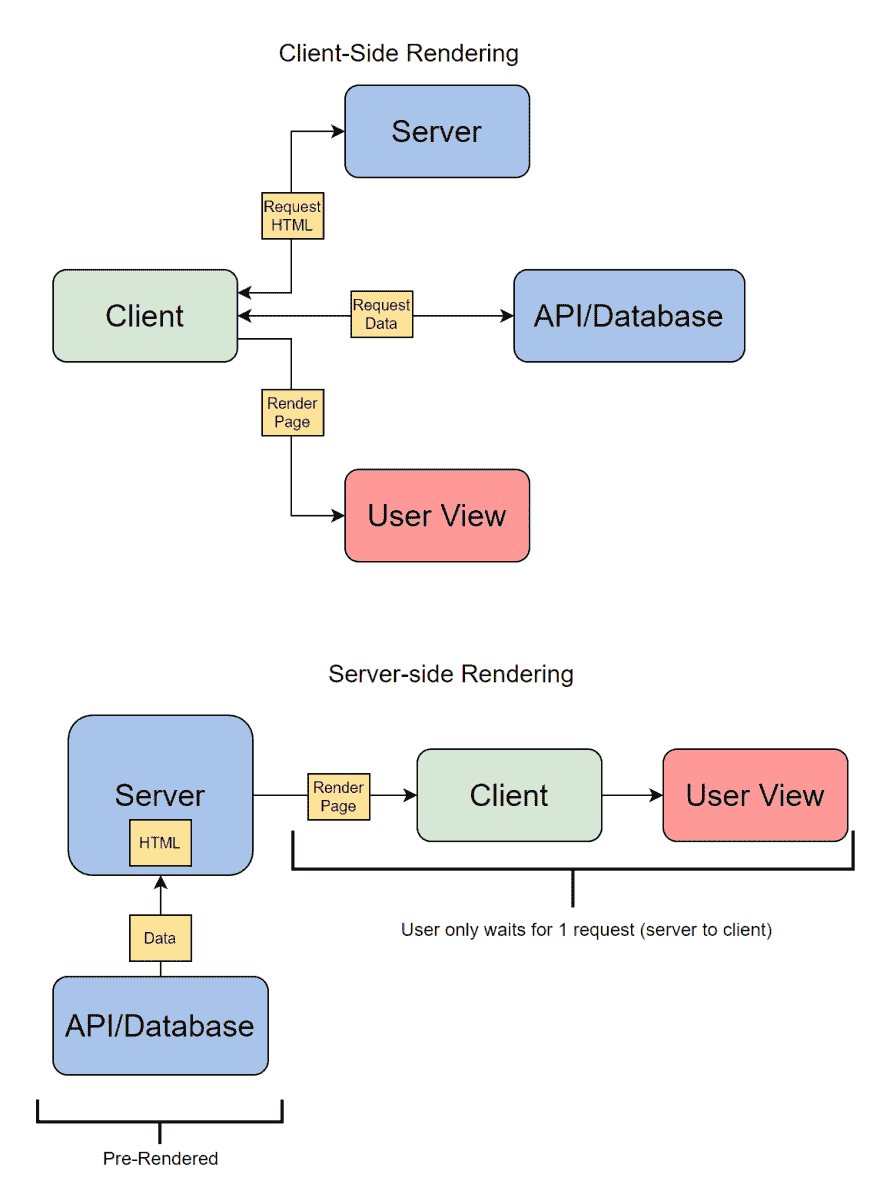 Client-Side Rendering
Server
Request
HTML
Client
Request
Data
API/Database
Render
Page
User View
Server-side Rendering
Server
HTML
Render
Page
Client
User View
User only waits for 1 request (server to client)
Data
API/Database
Pre-Rendered